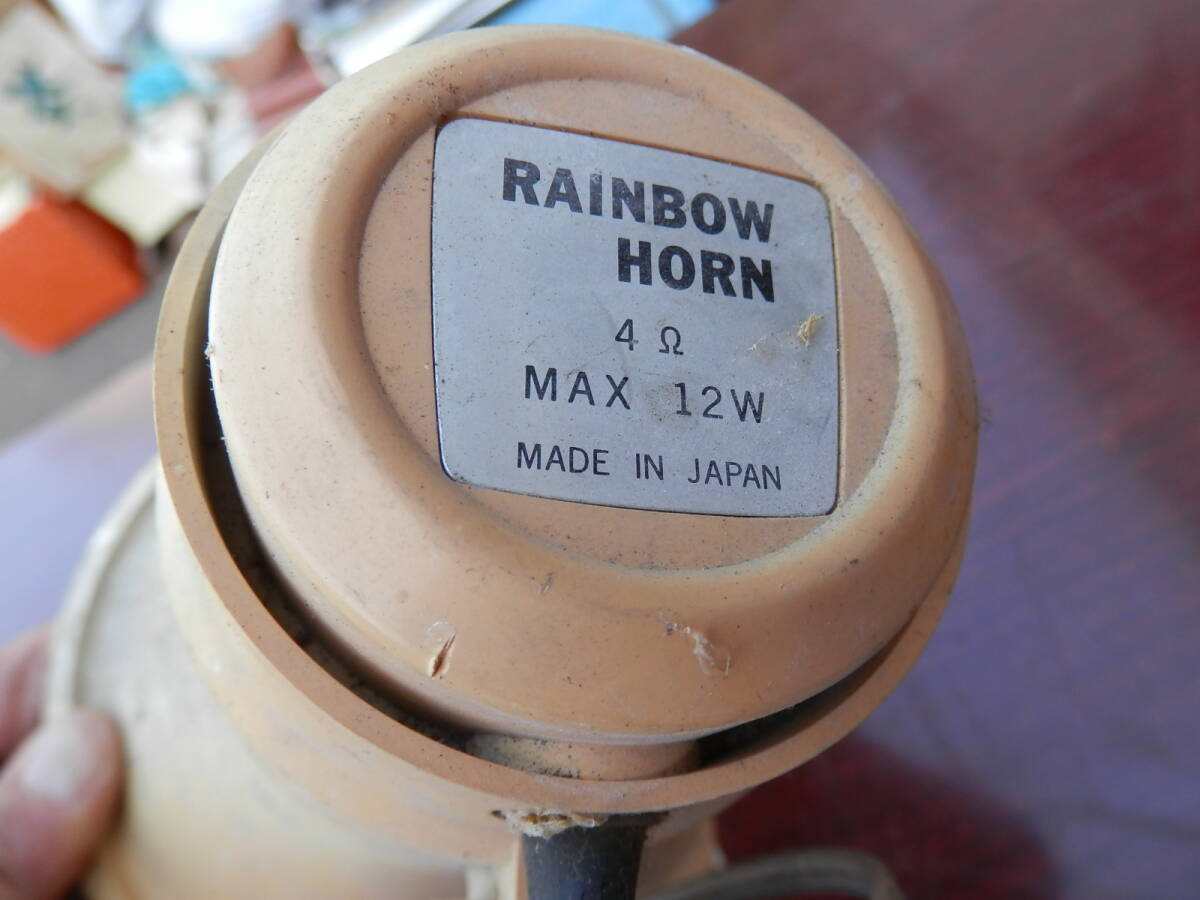 RAINBOW
HORN
4 Ω
MAX 12W
MADE IN JAPAN